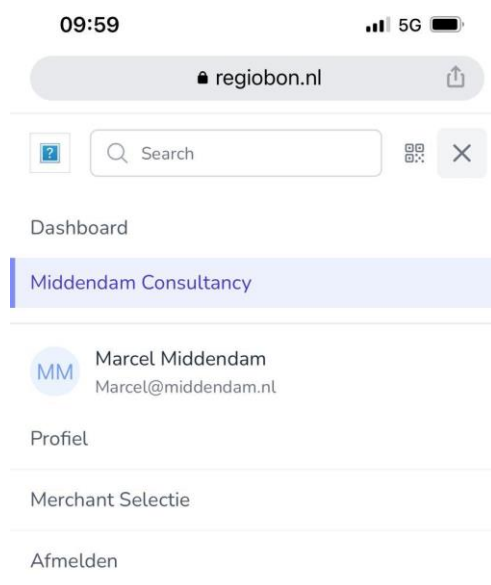 09:59
5G
regiobon.nl
?
Search
Dashboard
Middendam Consultancy
MM
Marcel Middendam
Marcel@middendam.nl
Profiel
Merchant Selectie
Afmelden